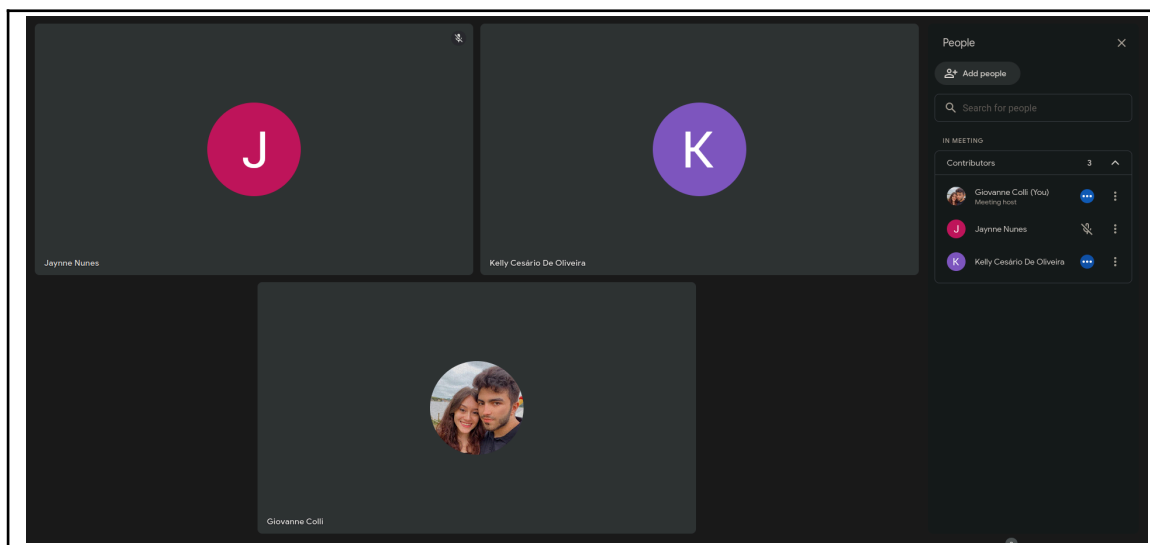 J
K
Jaynne Nunes
Kelly Cesário De Oliveira
Giovanne Colli
People
Add people
Search for people
IN MEETING
Contributors 3
Giovanne Colli (You)
Meeting host
J Jaynne Nunes
K Kelly Cesário De Oliveira